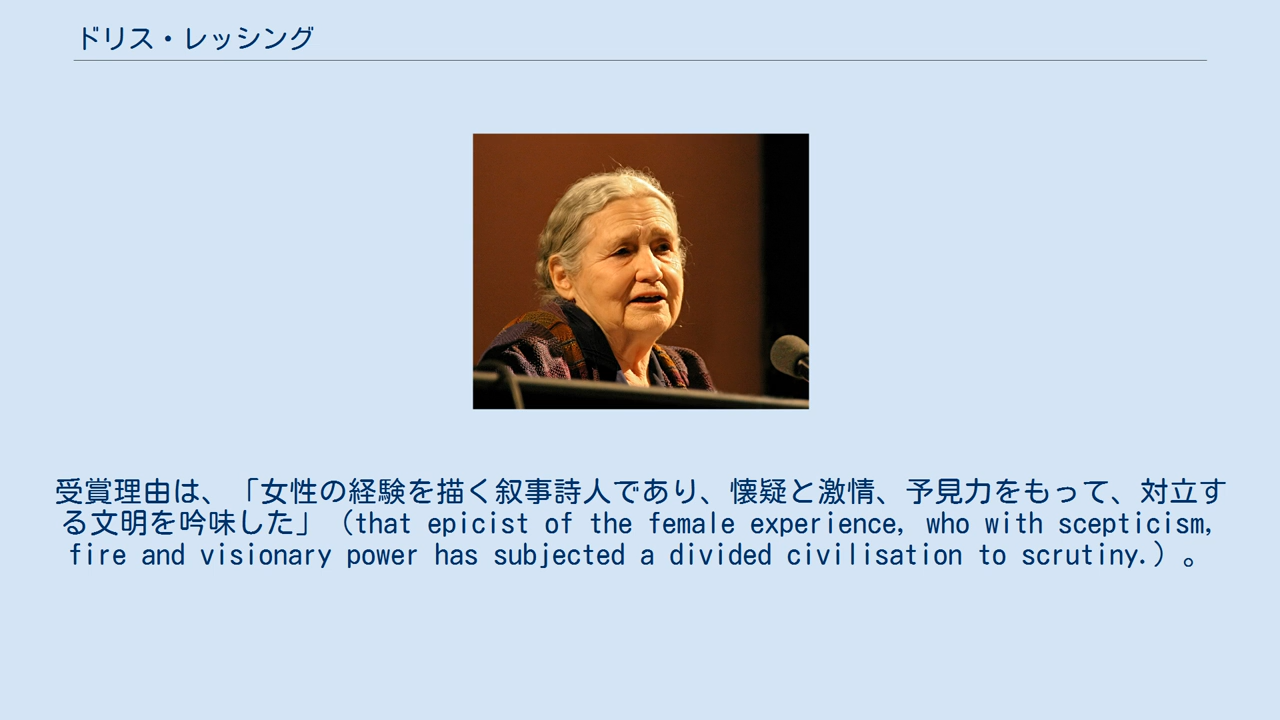 ドリス・レッシング
受賞理由は、「女性の経験を描く叙事詩人であり、懐疑と激情、予見力をもって、対立す
る文明を吟味した」（that epicist of the female experience, who with scepticism,
fire and visionary power has subjected a divided civilisation to scrutiny.）。